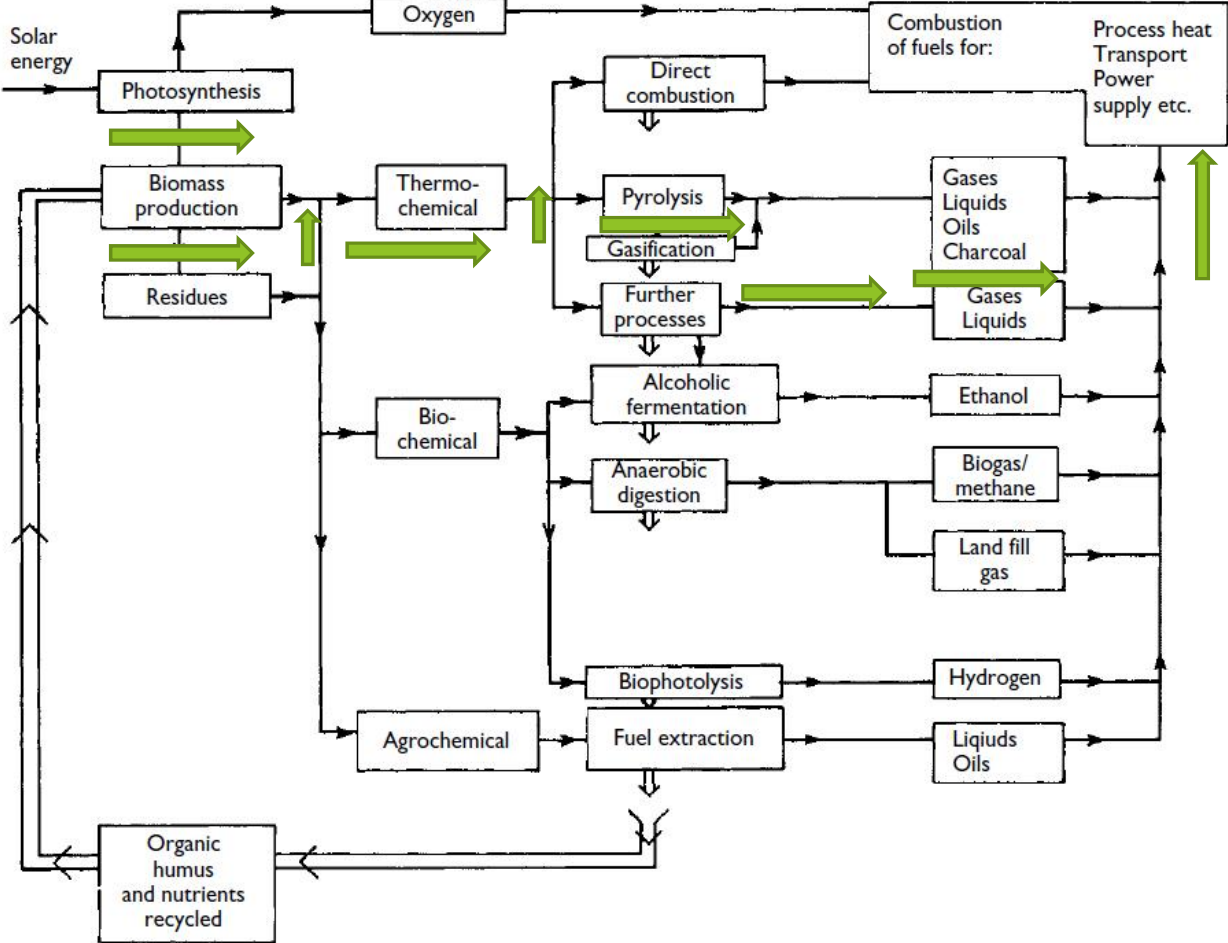 Oxygen
Solar
energy
Combustion
of fuels for:
Process heat
Transport
Power
supply etc.
Photosynthesis
Direct
combustion
Biomass
production
Thermo-
chemical
Pyrolysis
Gases
Liquids
Oils
Charcoal
Gasification
Residues
Further
processes
Gases
Liquids
Alcoholic
fermentation
Ethanol
Bio-
chemical
Anaerobic
digestion
Biogas/
methane
Land fill
gas
Biophotolysis
Hydrogen
Agrochemical
Fuel extraction
Liqiuds
Oils
Organic
humus
and nutrients
recycled